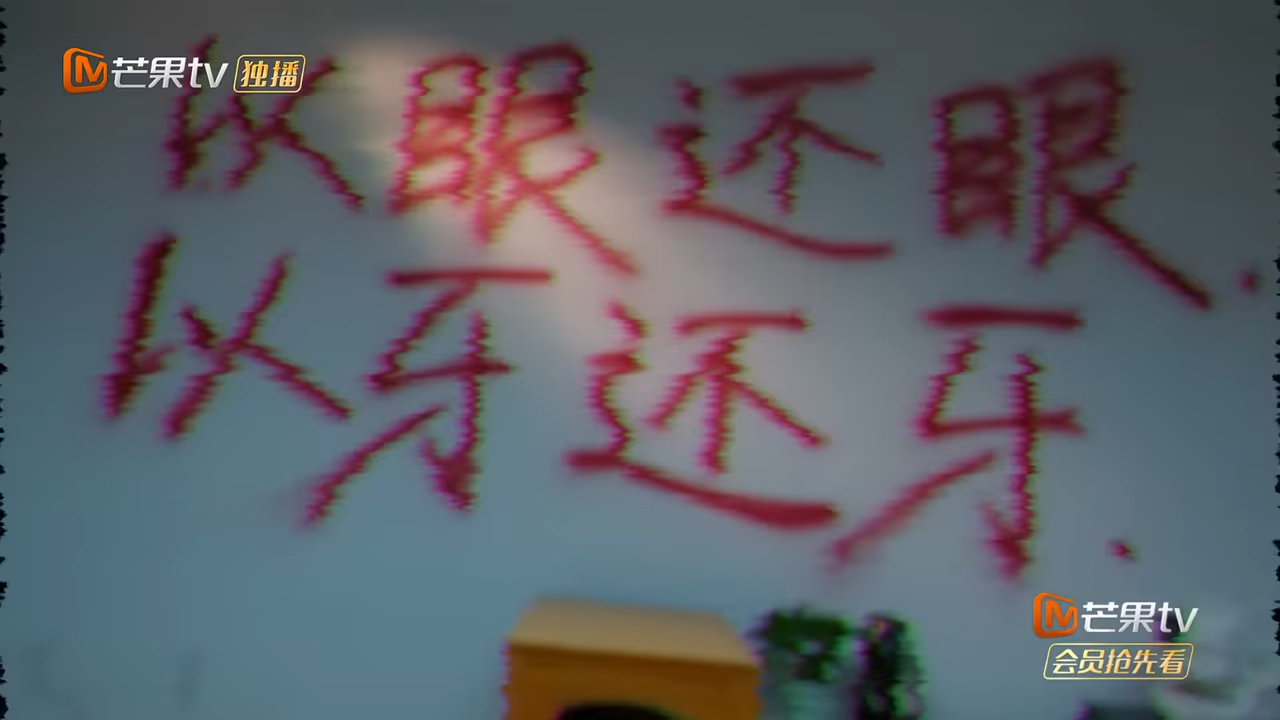 芒果tv 独播
以眼还眼.
以牙还牙.
芒果tv
会员抢先看